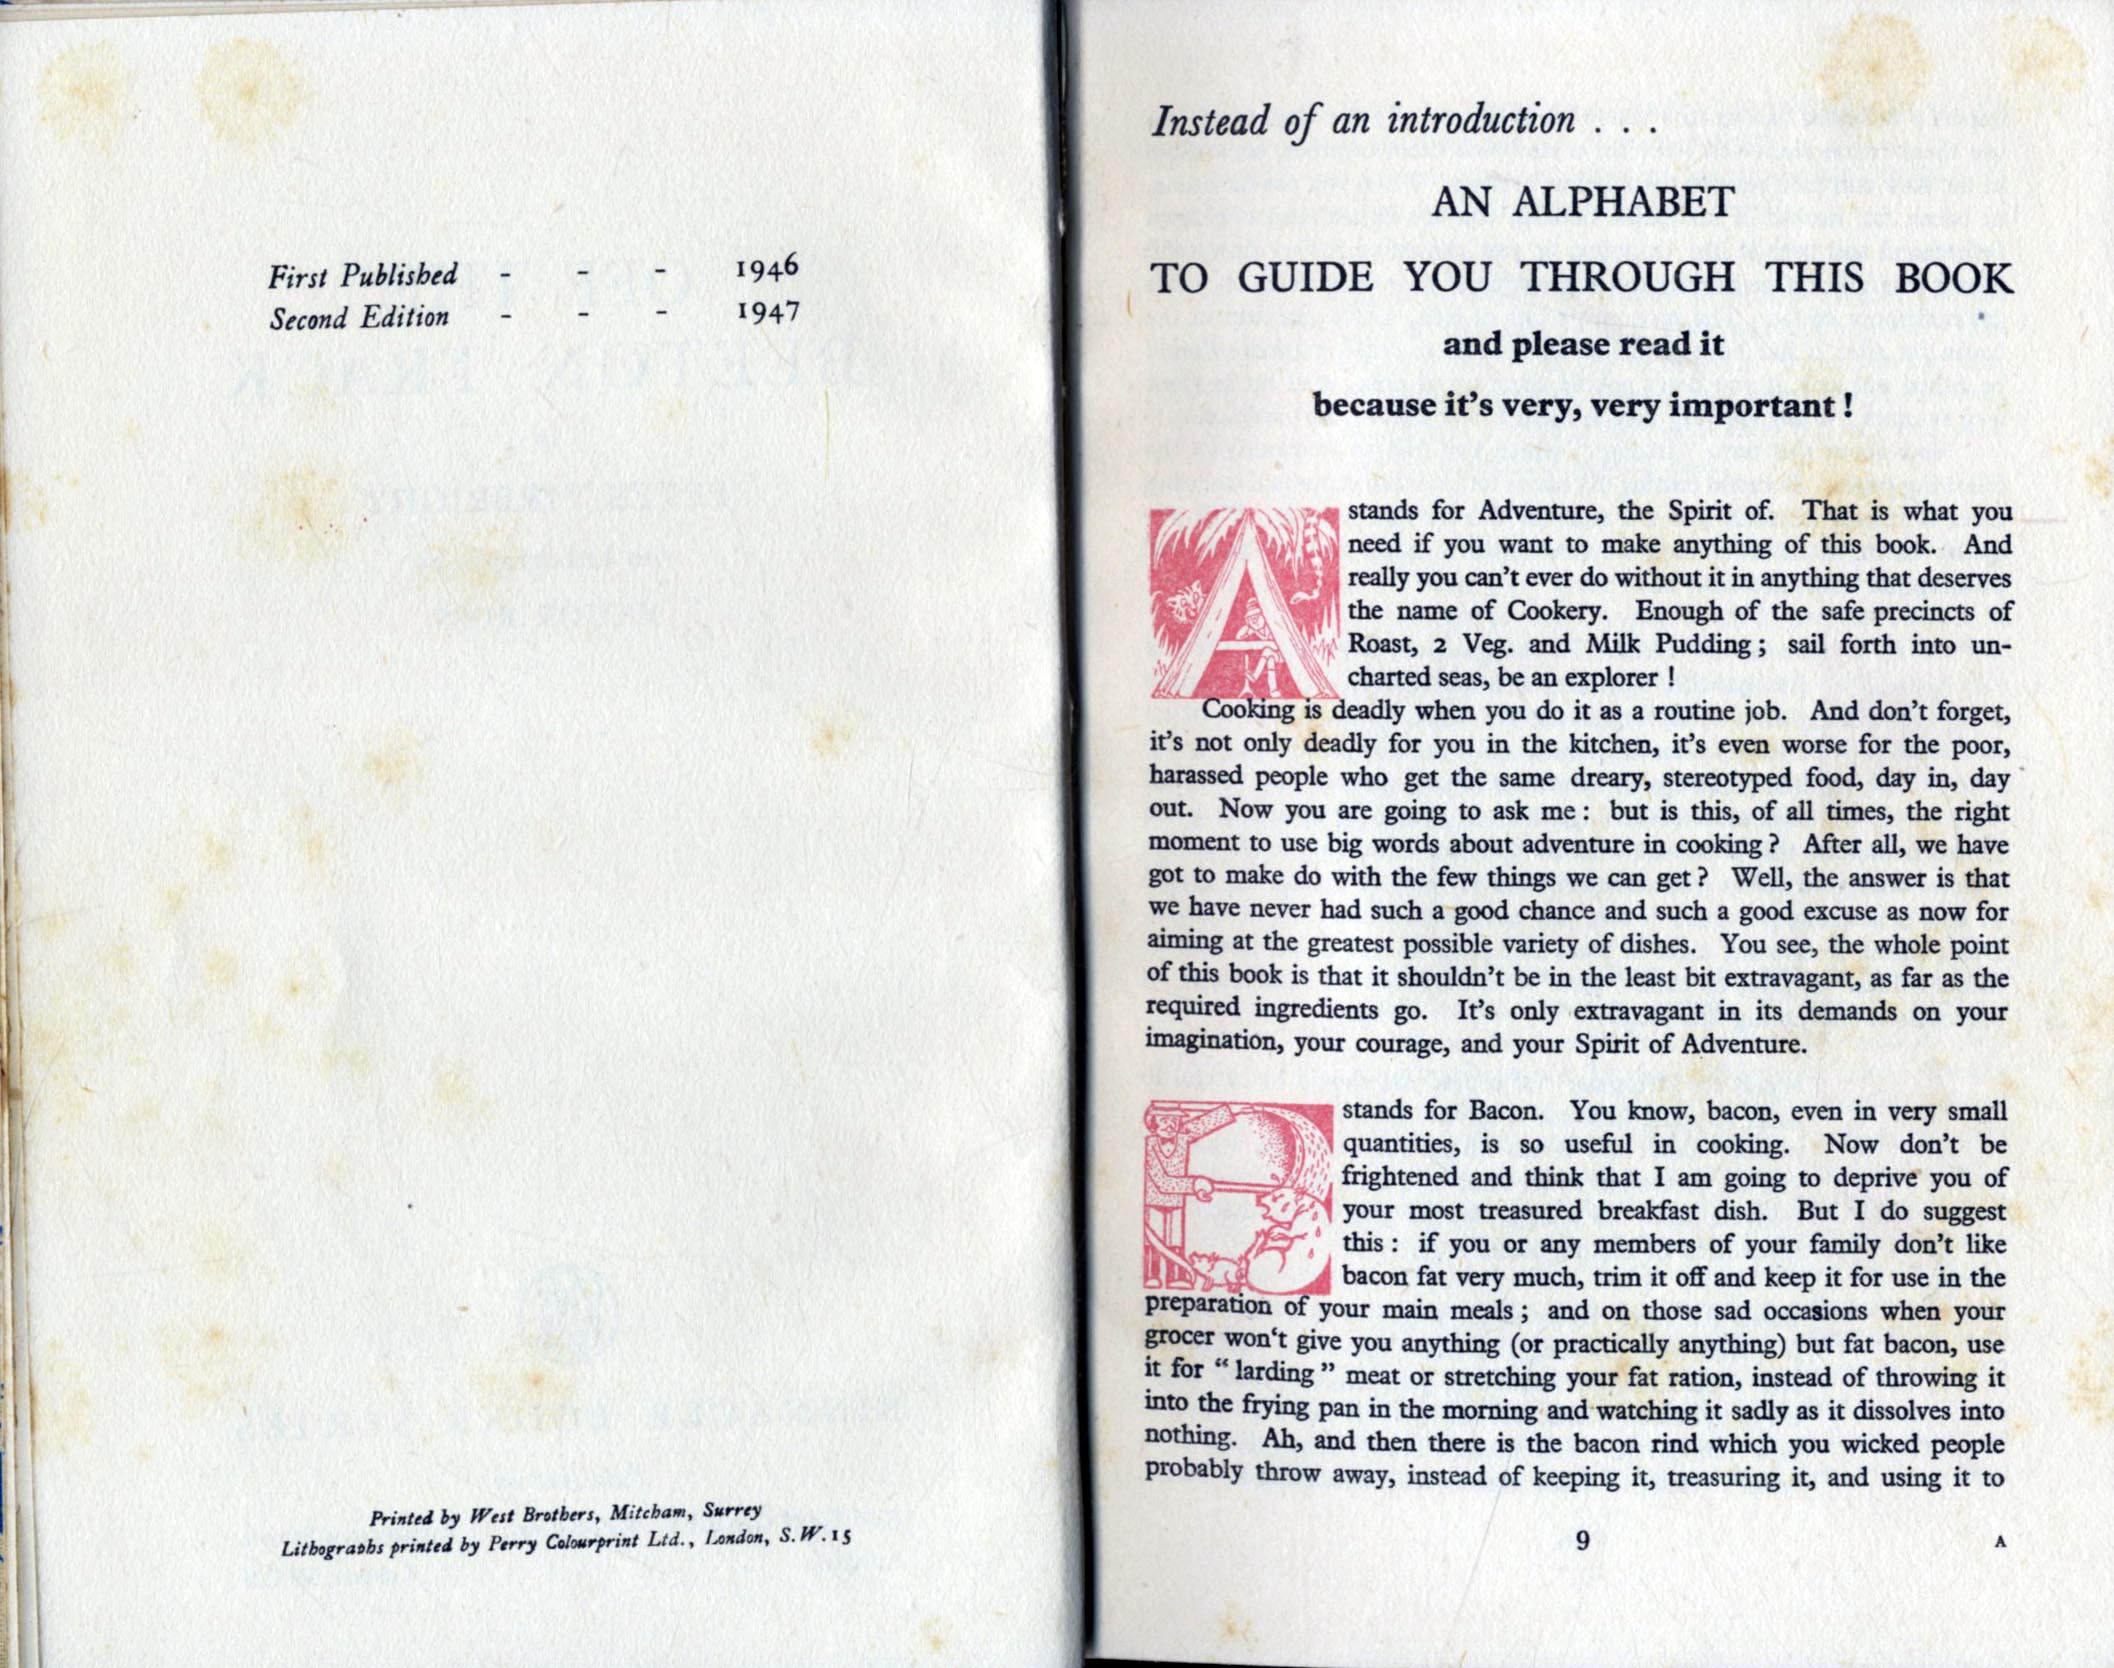 First Published - - - 1946
Second Edition - - - 1947
Printed by West Brothers, Mitcham, Surrey
Lithographs printed by Perry Colourprint Ltd., London, S.W.15
Instead of an introduction . . .
AN ALPHABET
TO GUIDE YOU THROUGH THIS BOOK
and please read it
because it's very, very important !
A stands for Adventure, the Spirit of. That is what you
need if you want to make anything of this book. And
really you can't ever do without it in anything that deserves
the name of Cookery. Enough of the safe precincts of
Roast, 2 Veg. and Milk Pudding ; sail forth into un-
charted seas, be an explorer !
Cooking is deadly when you do it as a routine job. And don't forget,
it's not only deadly for you in the kitchen, it's even worse for the poor,
harassed people who get the same dreary, stereotyped food, day in, day
out. Now you are going to ask me : but is this, of all times, the right
moment to use big words about adventure in cooking ? After all, we have
got to make do with the few things we can get ? Well, the answer is that
we have never had such a good chance and such a good excuse as now for
aiming at the greatest possible variety of dishes. You see, the whole point
of this book is that it shouldn't be in the least bit extravagant, as far as the
required ingredients go. It's only extravagant in its demands on your
imagination, your courage, and your Spirit of Adventure.
B stands for Bacon. You know, bacon, even in very small
quantities, is so useful in cooking. Now don't be
frightened and think that I am going to deprive you of
your most treasured breakfast dish. But I do suggest
this : if you or any members of your family don't like
bacon fat very much, trim it off and keep it for use in the
preparation of your main meals ; and on those sad occasions when your
grocer won‘t give you anything (or practically anything) but fat bacon, use
it for “ larding ” meat or stretching your fat ration, instead of throwing it
into the frying pan in the morning and watching it sadly as it dissolves into
nothing. Ah, and then there is the bacon rind which you wicked people
probably throw away, instead of keeping it, treasuring it, and using it to
9 A